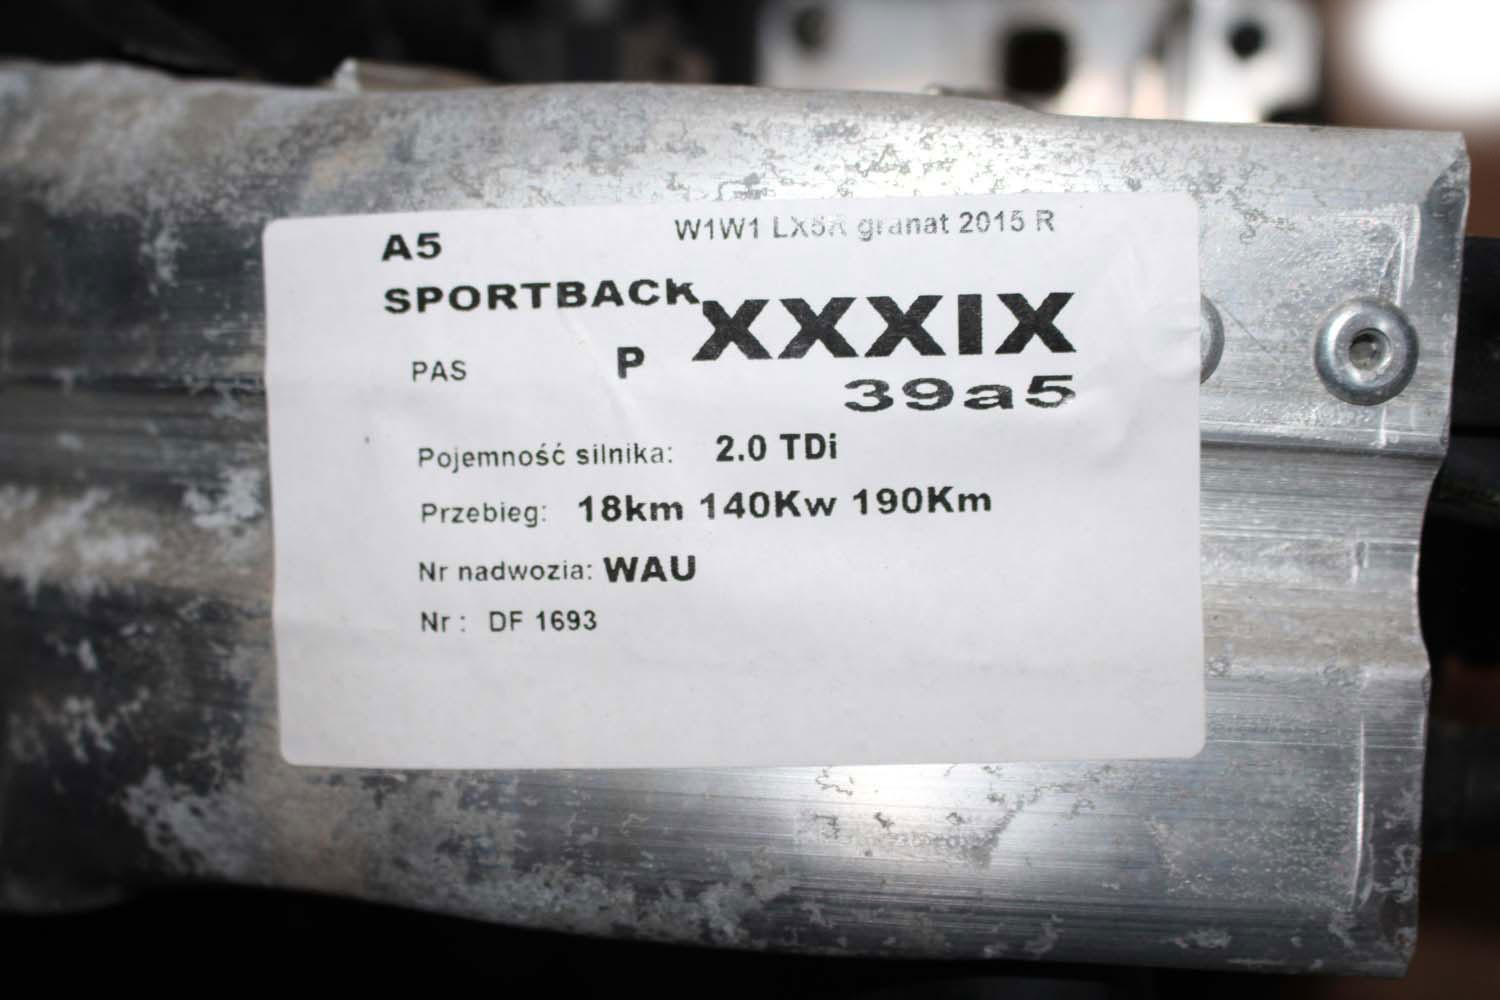 A5
W1W1 LX5A granat 2015 R
SPORTBACK
XXXIX
PAS
P
39a5
Pojemność silnika: 2.0 TDi
Przebieg: 18km 140Kw 190Km
Nr nadwozia: WAU
Nr : DF 1693